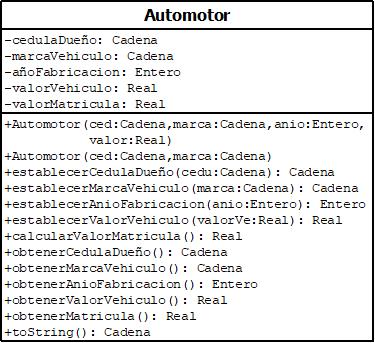 Automotor
-cedulaDueño: Cadena
-marcaVehiculo: Cadena
-añoFabricacion: Entero
-valorVehiculo: Real
-valorMatricula: Real
+Automotor(ced:Cadena,marca:Cadena,anio:Entero,
valor:Real)
+Automotor(ced:Cadena,marca:Cadena)
+establecerCedulaDueño(cedu:Cadena): Cadena
+establecerMarcaVehiculo(marca:Cadena): Cadena
+establecerAnioFabricacion(anio:Entero): Entero
+establecerValorVehiculo(valorVe:Real): Real
+calcularValorMatricula(): Real
+obtenerCedulaDueño(): Cadena
+obtenerMarcaVehiculo(): Cadena
+obtenerAnioFabricacion(): Entero
+obtenerValorVehiculo(): Real
+obtenerMatricula(): Real
+toString(): Cadena